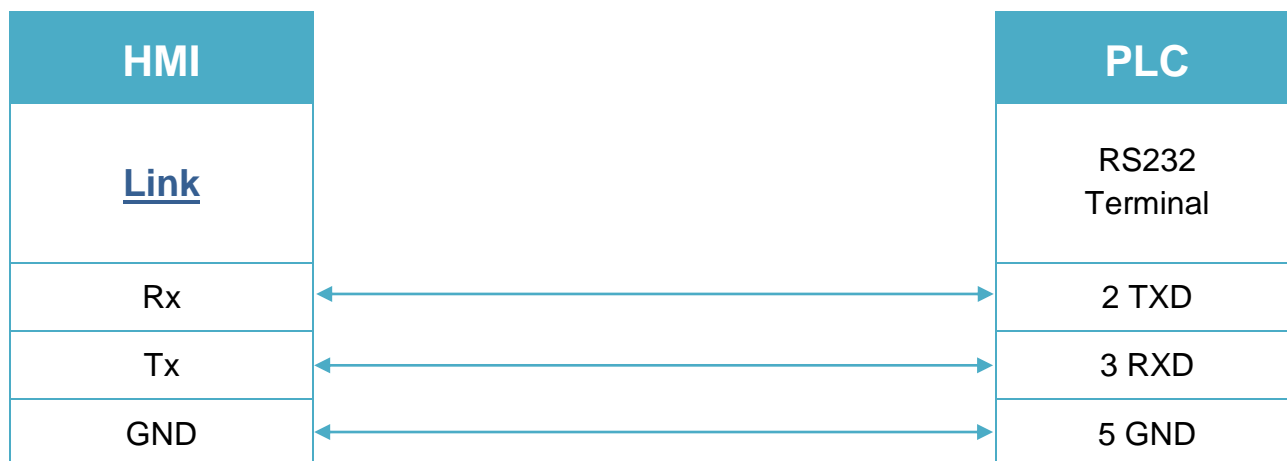 HMI PLC
Link RS232
Terminal
Rx 2 TXD
Tx 3 RXD
GND 5 GND